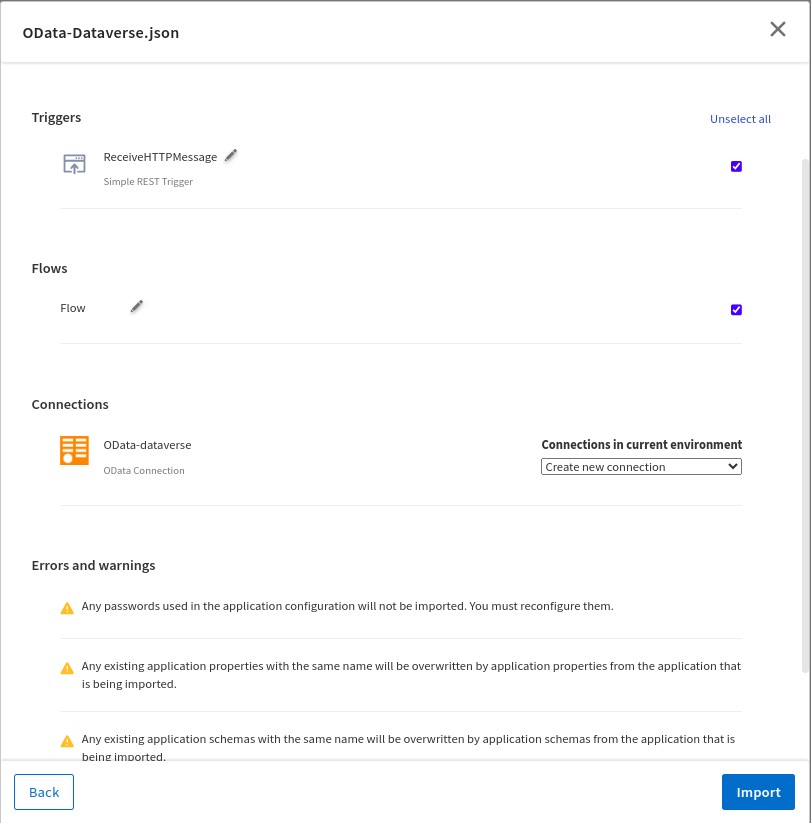 OData-Dataverse.json
Triggers
Unselect all
ReceiveHTTPMessage
Simple REST Trigger
Flows
Flow
Connections
OData-dataverse
OData Connection
Connections in current environment
Create new connection
Errors and warnings
Any passwords used in the application configuration will not be imported. You must reconfigure them.
Any existing application properties with the same name will be overwritten by application properties from the application that
is being imported.
Any existing application schemas with the same name will be overwritten by application schemas from the application that is
being imported.
Back
Import